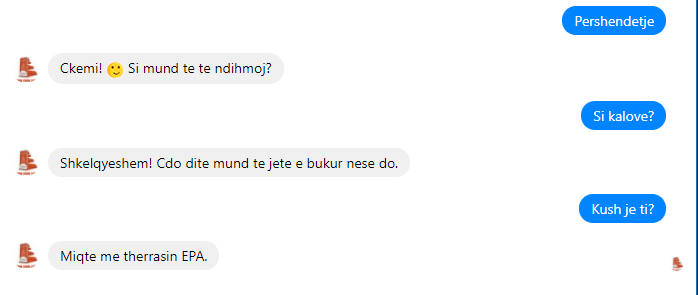 Pershendetje
Ckemi! 🙂 Si mund te te ndihmoj?
Si kalove?
Shkelqyeshem! Cdo dite mund te jete e bukur nese do.
Kush je ti?
Miqte me therrasin EPA.